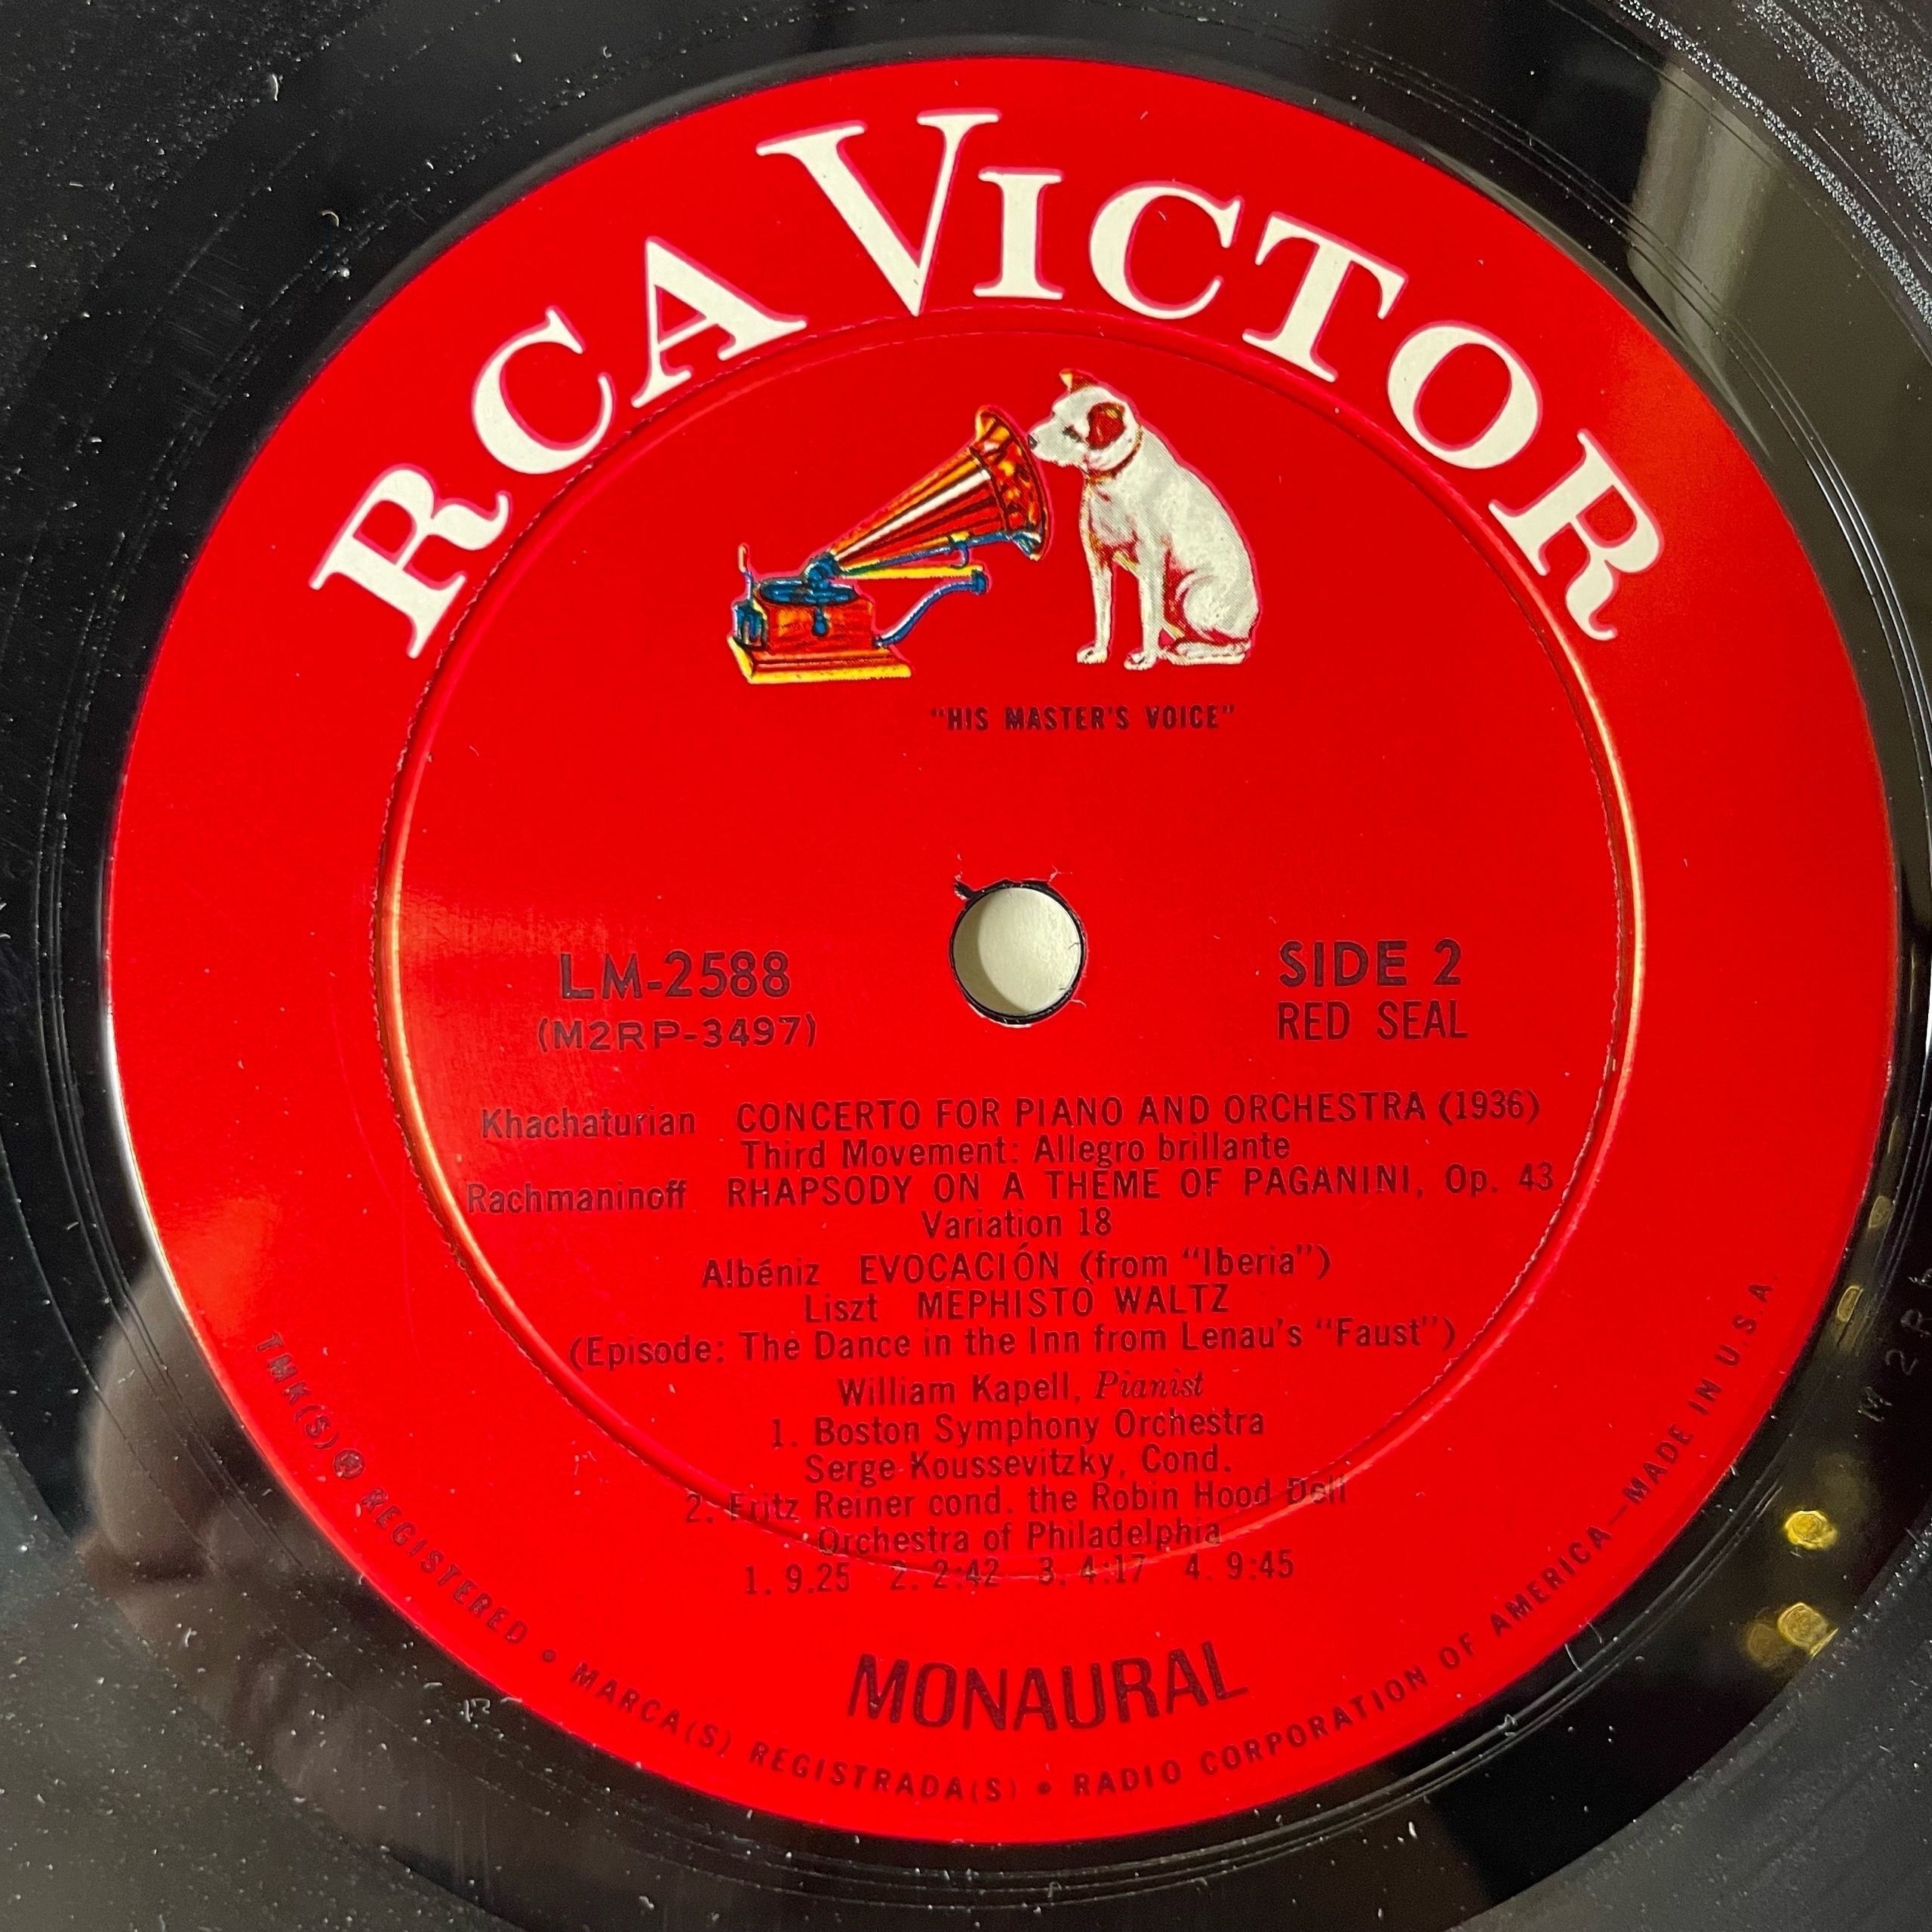 RCA VICTOR
"HIS MASTER'S VOICE"
LM-2588
(M2RP-3497)
SIDE 2
RED SEAL
Khachaturian CONCERTO FOR PIANO AND ORCHESTRA (1936)
Third Movement: Allegro brillante
Rachmaninoff RHAPSODY ON A THEME OF PAGANINI, Op. 43
Variation 18
Albéniz EVOCACIÓN (from "Iberia")
Liszt MEPHISTO WALTZ
(Episode: The Dance in the Inn from Lenau's "Faust")
William Kapell, Pianist
1. Boston Symphony Orchestra
Serge Koussevitzky, Cond.
2. Fritz Reiner cond. the Robin Hood Dell
Orchestra of Philadelphia
1. 9.25 2. 2:42 3. 4:17 4. 9:45
MONAURAL
TMK(S) ® REGISTERED • MARCA(S) REGISTRADA(S) • RADIO CORPORATION OF AMERICA—MADE IN U.S.A.